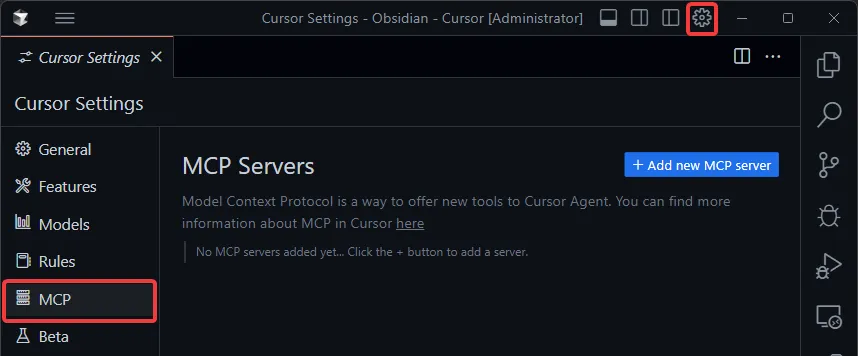 Cursor Settings - Obsidian - Cursor [Administrator]
Cursor Settings
Cursor Settings
General
Features
Models
Rules
MCP
Beta
MCP Servers
+ Add new MCP server
Model Context Protocol is a way to offer new tools to Cursor Agent. You can find more
information about MCP in Cursor here
No MCP servers added yet... Click the + button to add a server.